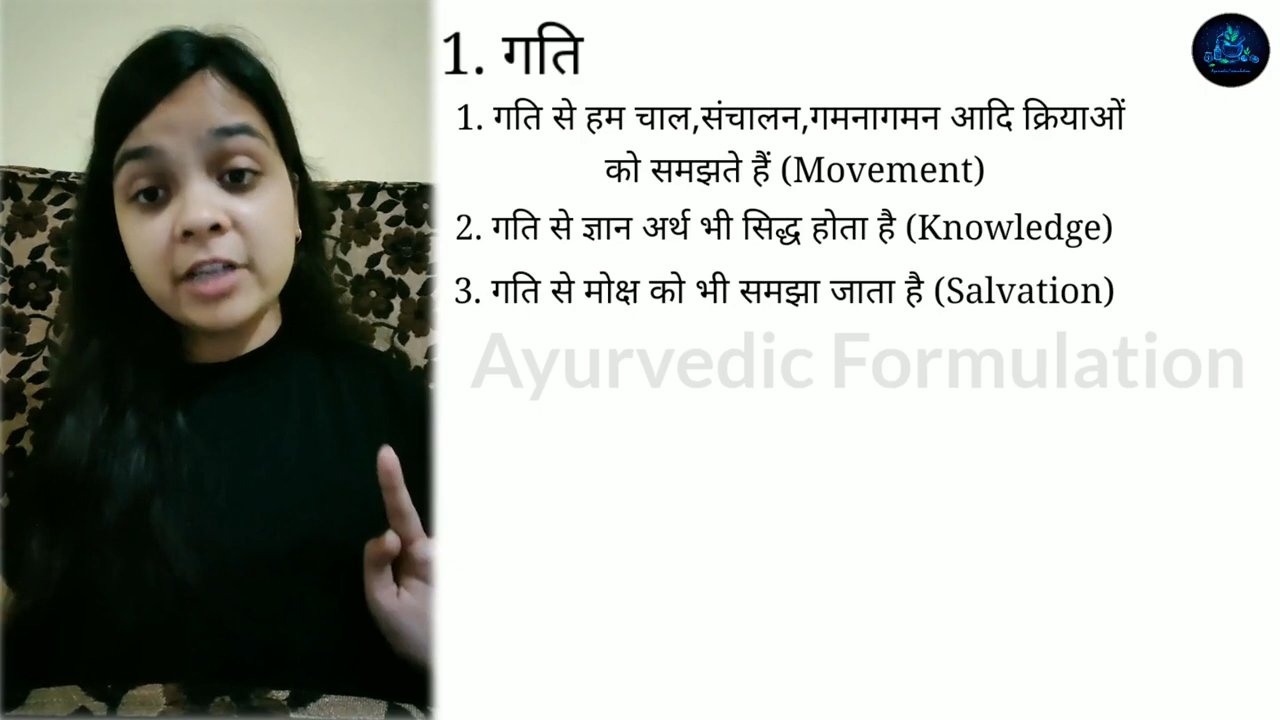 1. गति
1. गति से हम चाल,संचालन,गमनागमन आदि क्रियाओं
को समझते हैं (Movement)
2. गति से ज्ञान अर्थ भी सिद्ध होता है (Knowledge)
3. गति से मोक्ष को भी समझा जाता है (Salvation)
Ayurvedic Formulation